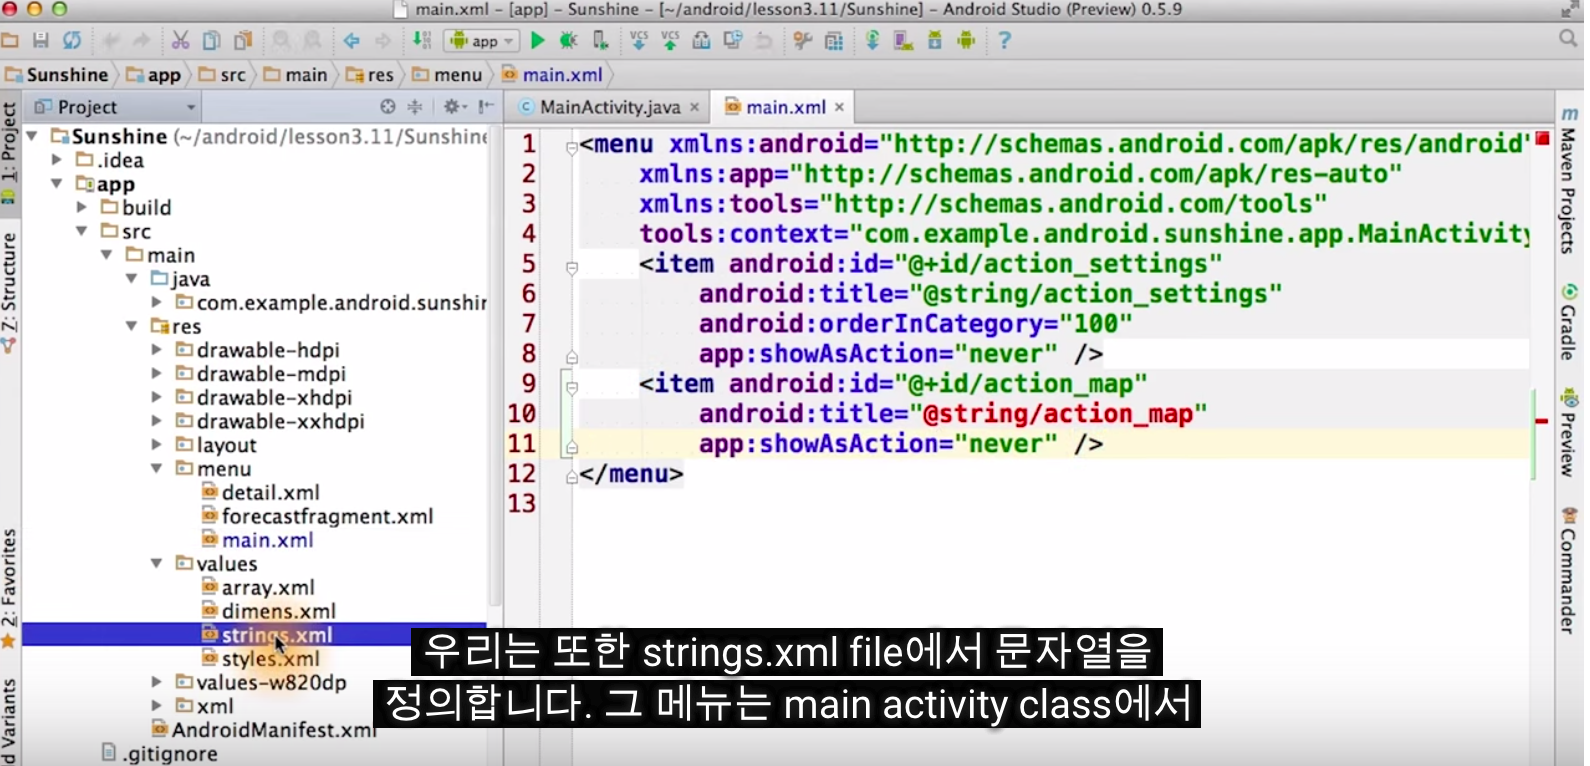 main.xml - [app] - Sunshine - [~/android/lesson3.11/Sunshine] - Android Studio (Preview) 0.5.9
app
VCS
VCS
?
Sunshine
app
src
main
res
menu
main.xml
1: Project
Z: Structure
2: Favorites
d Variants
Project
Sunshine (~/android/lesson3.11/Sunshine
.idea
app
build
src
main
java
com.example.android.sunshin
res
drawable-hdpi
drawable-mdpi
drawable-xhdpi
drawable-xxhdpi
layout
menu
detail.xml
forecastfragment.xml
main.xml
values
array.xml
dimens.xml
strings.xml
styles.xml
values-w820dp
xml
AndroidManifest.xml
.gitignore
MainActivity.java
main.xml
1 <menu xmlns:android="http://schemas.android.com/apk/res/android"
2 xmlns:app="http://schemas.android.com/apk/res-auto"
3 xmlns:tools="http://schemas.android.com/tools"
4 tools:context="com.example.android.sunshine.app.MainActivity
5 <item android:id="@+id/action_settings"
6 android:title="@string/action_settings"
7 android:orderInCategory="100"
8 app:showAsAction="never" />
9 <item android:id="@+id/action_map"
10 android:title="@string/action_map"
11 app:showAsAction="never" />
12 </menu>
13
m Maven Projects
Gradle
Preview
Commander
우리는 또한 strings.xml file에서 문자열을
정의합니다. 그 메뉴는 main activity class에서